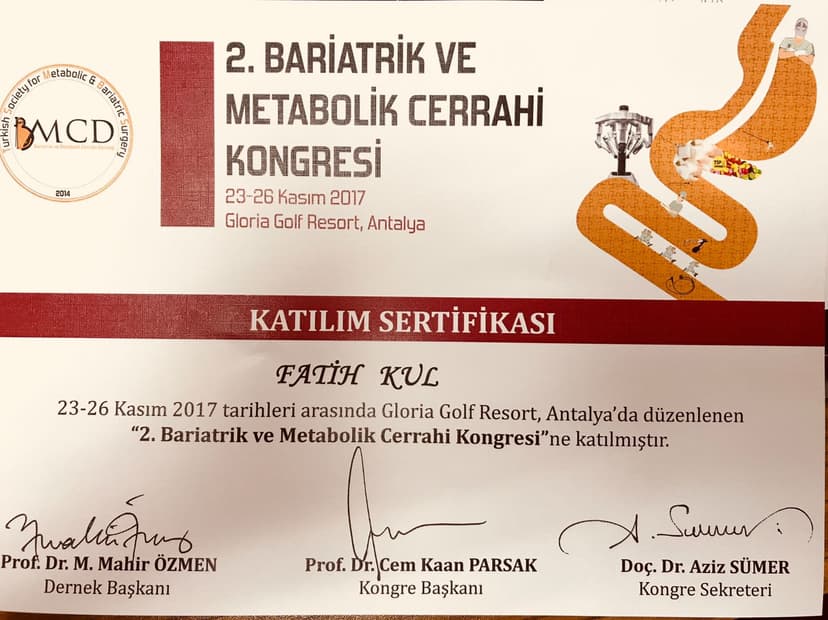 Turkish Society for Metabolic & Bariatric Surgery
BMCD
2014
2. BARİATRİK VE
METABOLİK CERRAHİ
KONGRESİ
23-26 Kasım 2017
Gloria Golf Resort, Antalya
KATILIM SERTİFİKASI
FATİH KUL
23-26 Kasım 2017 tarihleri arasında Gloria Golf Resort, Antalya'da düzenlenen
“2. Bariatrik ve Metabolik Cerrahi Kongresi”ne katılmıştır.
Prof. Dr. M. Mahir ÖZMEN
Dernek Başkanı
Prof. Dr. Cem Kaan PARSAK
Kongre Başkanı
Doç. Dr. Aziz SÜMER
Kongre Sekreteri